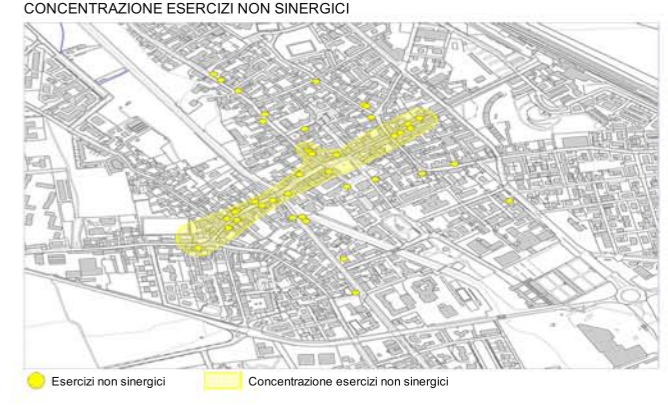 CONCENTRAZIONE ESERCIZI NON SINERGICI
Esercizi non sinergici
Concentrazione esercizi non sinergici